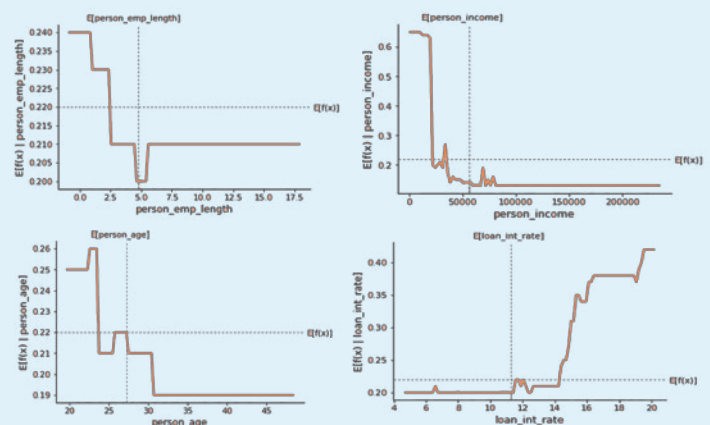 E[person_emp_length]
0.240
0.235
0.230
0.225
0.220
0.215
0.210
0.205
0.200
E[f(x) | person_emp_length]
E[f(x)]
0.0 2.5 5.0 7.5 10.0 12.5 15.0 17.5
person_emp_length
E[person_income]
0.6
0.5
0.4
0.3
0.2
E[f(x) | person_income]
E[f(x)]
0 50000 100000 150000 200000
person_income
E[person_age]
0.26
0.25
0.24
0.23
0.22
0.21
0.20
0.19
E[f(x) | person_age]
E[f(x)]
20 25 30 35 40 45
person_age
E[loan_int_rate]
0.40
0.35
0.30
0.25
0.20
E[f(x) | loan_int_rate]
E[f(x)]
4 6 8 10 12 14 16 18 20
loan_int_rate